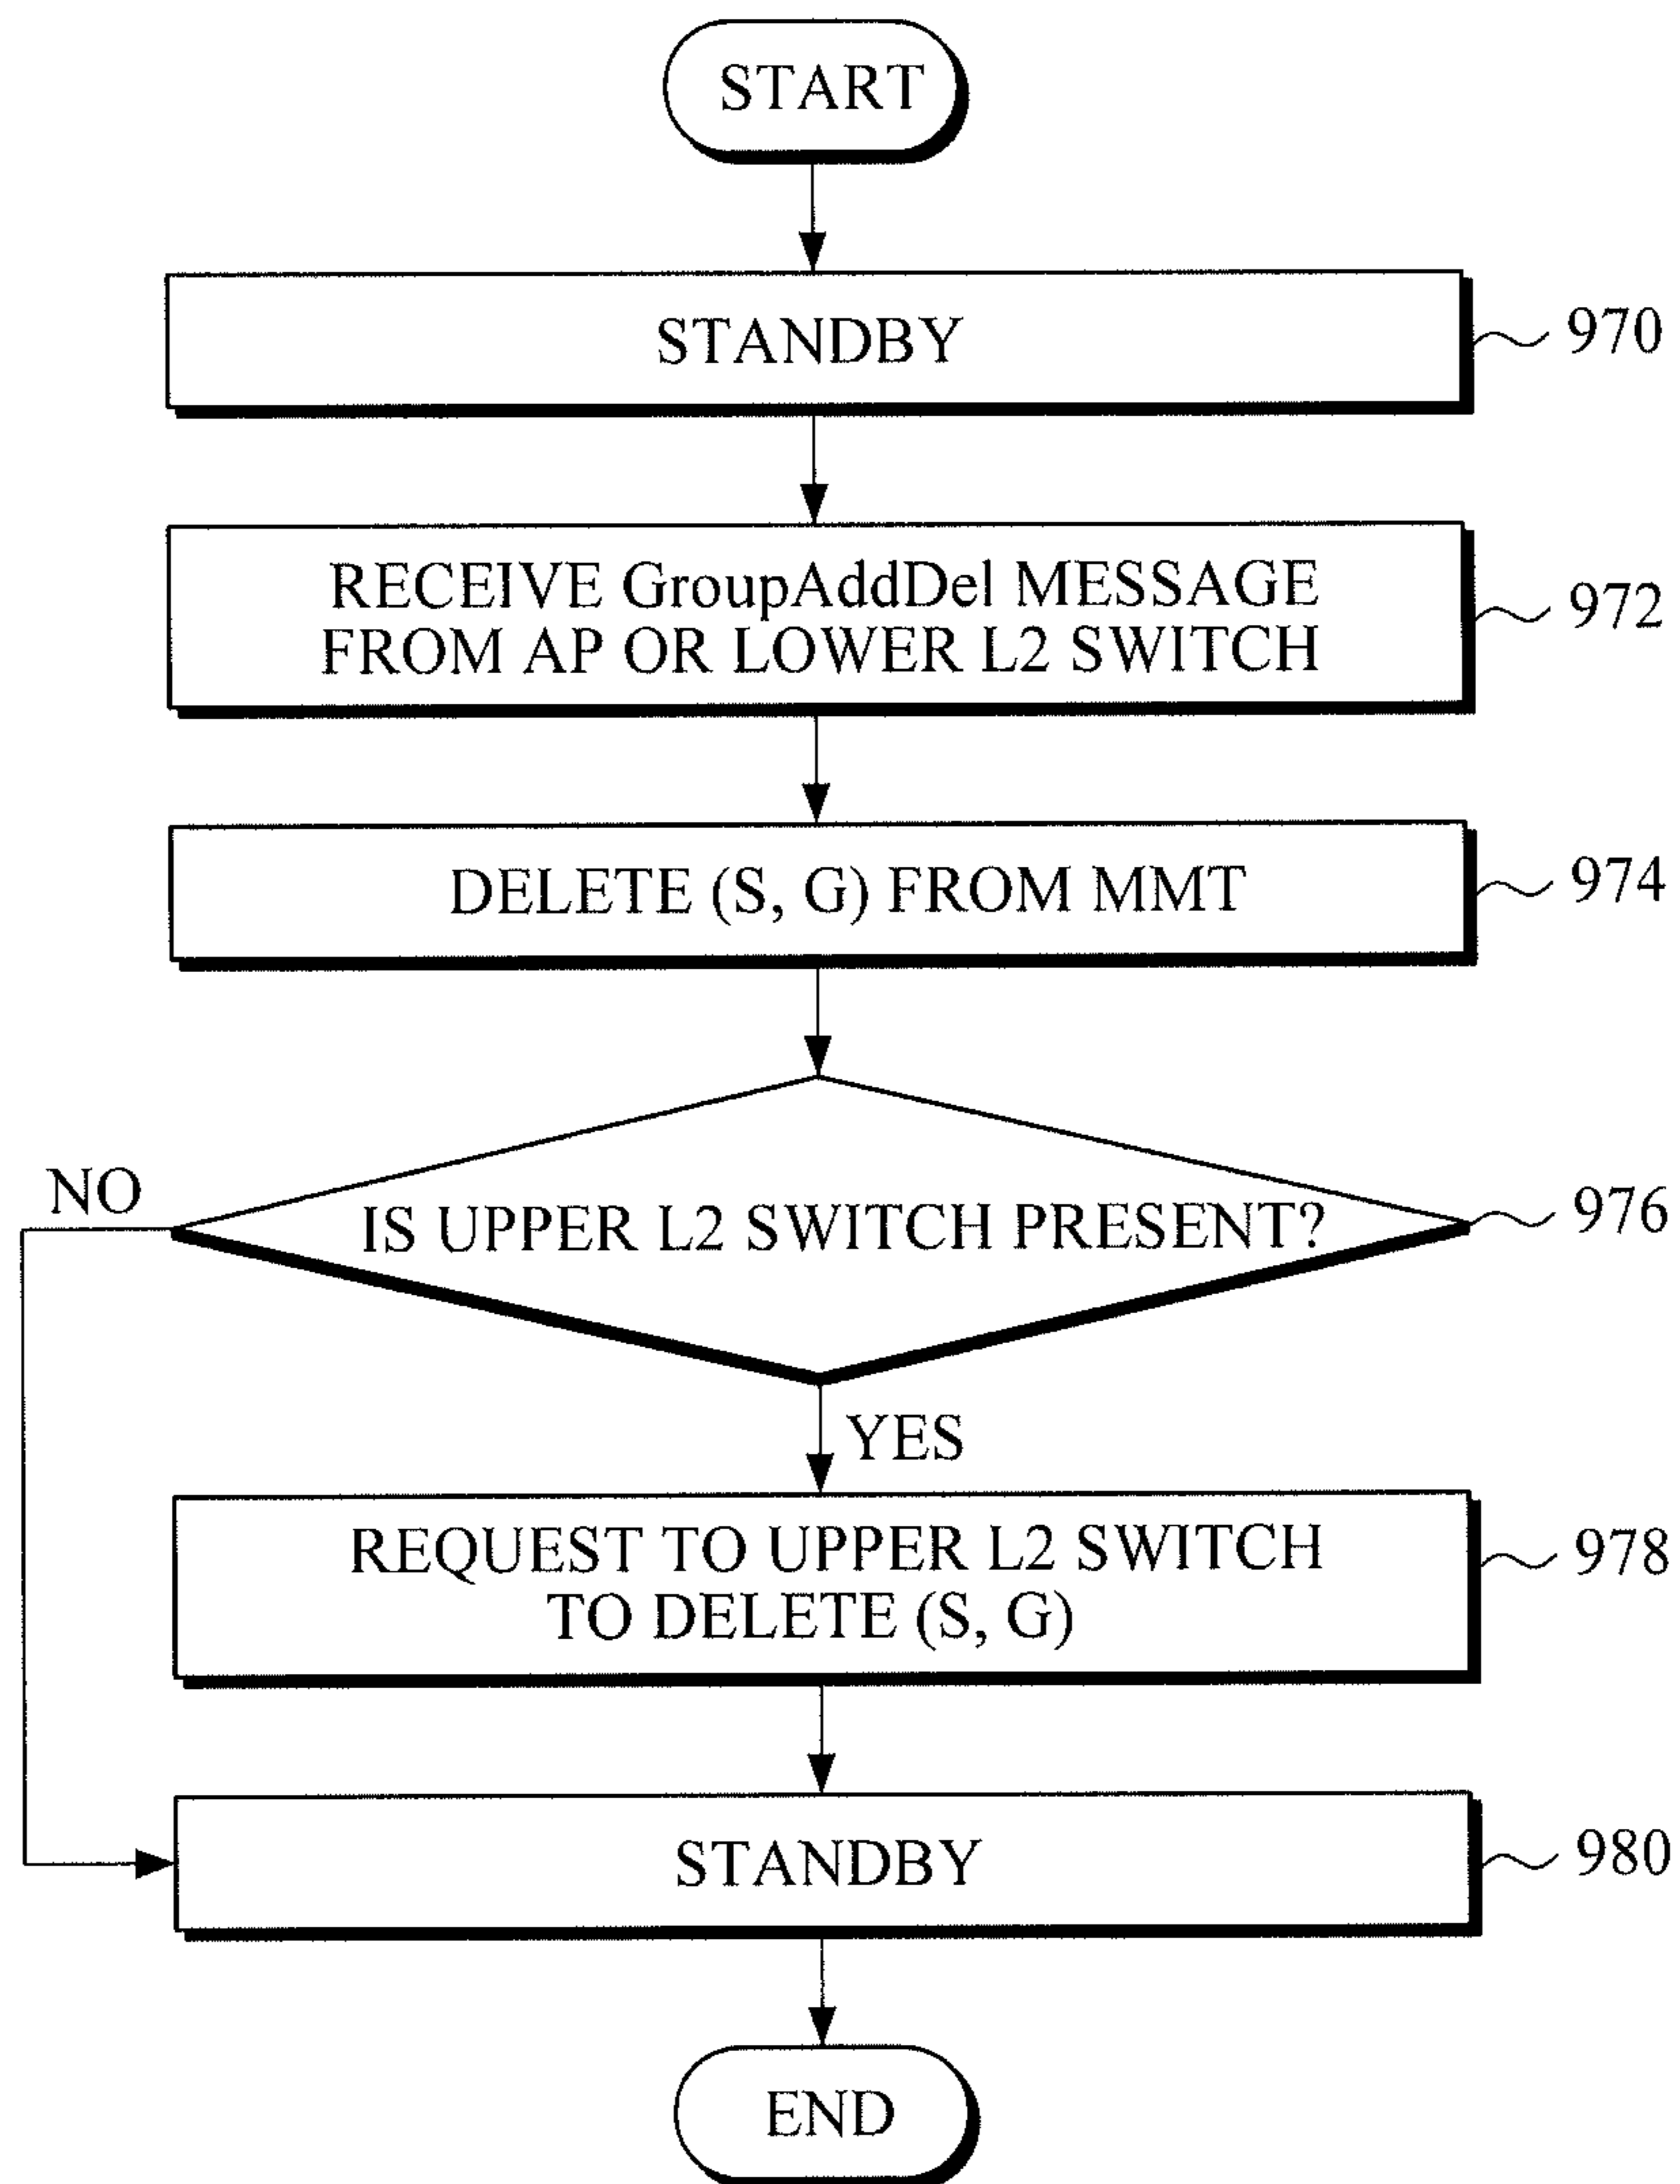 START
STANDBY
970
RECEIVE GroupAddDel MESSAGE
FROM AP OR LOWER L2 SWITCH
972
DELETE (S, G) FROM MMT
974
NO
IS UPPER L2 SWITCH PRESENT?
976
YES
REQUEST TO UPPER L2 SWITCH
TO DELETE (S, G)
978
STANDBY
980
END